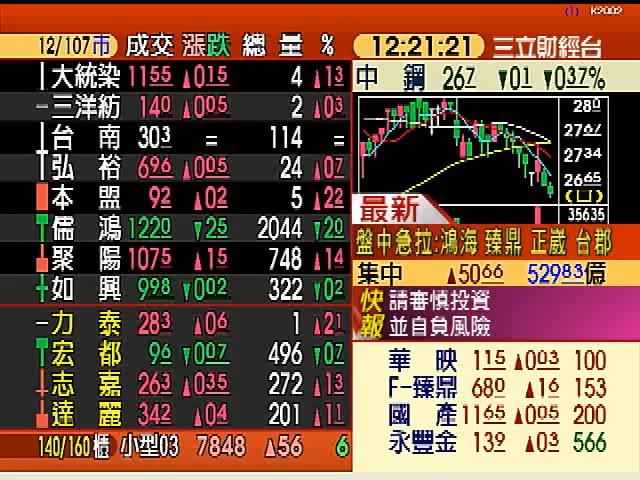 (1) K2002
12/107市 成交 漲跌 總量 %
12:21:21 三立財經台
大統染 1155 ▲015 4 ▲13
三洋紡 140 ▲005 2 ▲03
台南 303 = 114 =
弘裕 696 ▲005 24 ▲07
本盟 92 ▲02 5 ▲22
儒鴻 1220 ▼25 2044 ▼20
聚陽 1075 ▲15 748 ▲14
如興 998 ▼002 322 ▼02
力泰 283 ▲06 1 ▲21
宏都 96 ▼007 496 ▼07
志嘉 263 ▲035 272 ▲13
達麗 342 ▲04 201 ▲11
140/160櫃 小型03 7848 ▲56 6
中鋼 267 ▼01 ▼037%
280
2767
2734
2665
(口)
35635
最新
盤中急拉:鴻海 臻鼎 正崴 台郡
集中 ▲5066 52983億
快報
請審慎投資
並自負風險
華映 115 ▲003 100
F-臻鼎 680 ▲16 153
國產 1165 ▲005 200
永豐金 139 ▲03 566